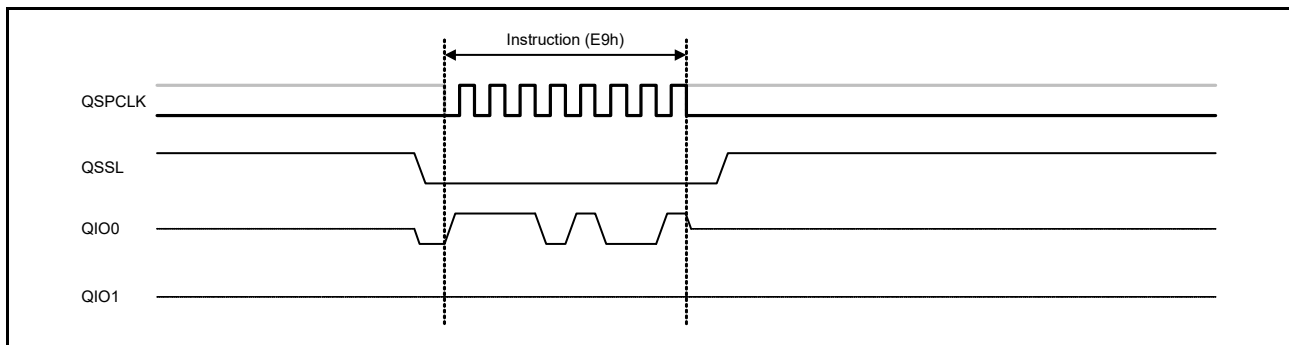 Instruction (E9h)
QSPCLK
QSSL
QIO0
QIO1